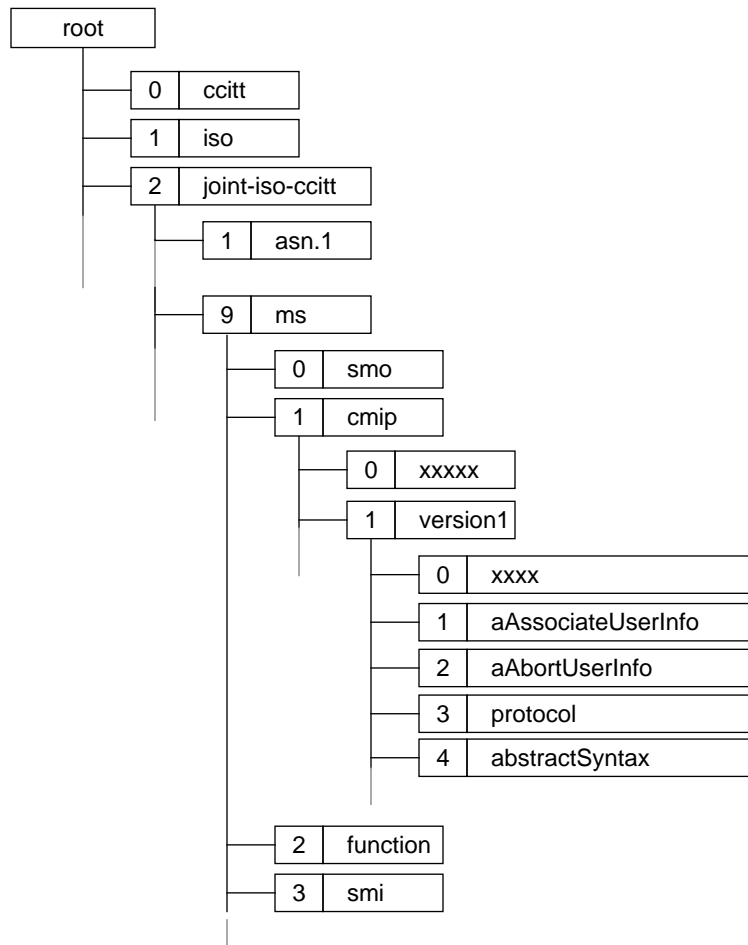 root
0 ccitt
1 iso
2 joint-iso-ccitt
1 asn.1
9 ms
0 smo
1 cmip
0 xxxxx
1 version1
0 xxxx
1 aAssociateUserInfo
2 aAbortUserInfo
3 protocol
4 abstractSyntax
2 function
3 smi